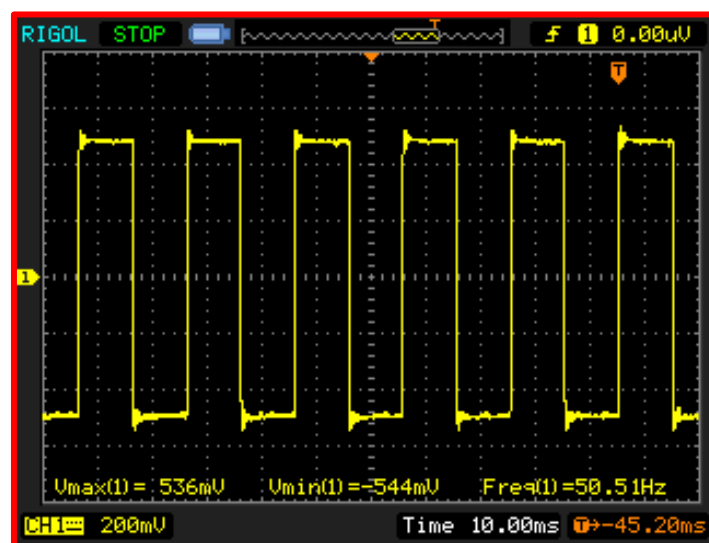 RIGOL STOP T f 1 0.00uV
T
1
Vmax(1)= 536mV Vmin(1)=-544mV Freq(1)=50.51Hz
CH1 200mV Time 10.00ms T→-45.20ms